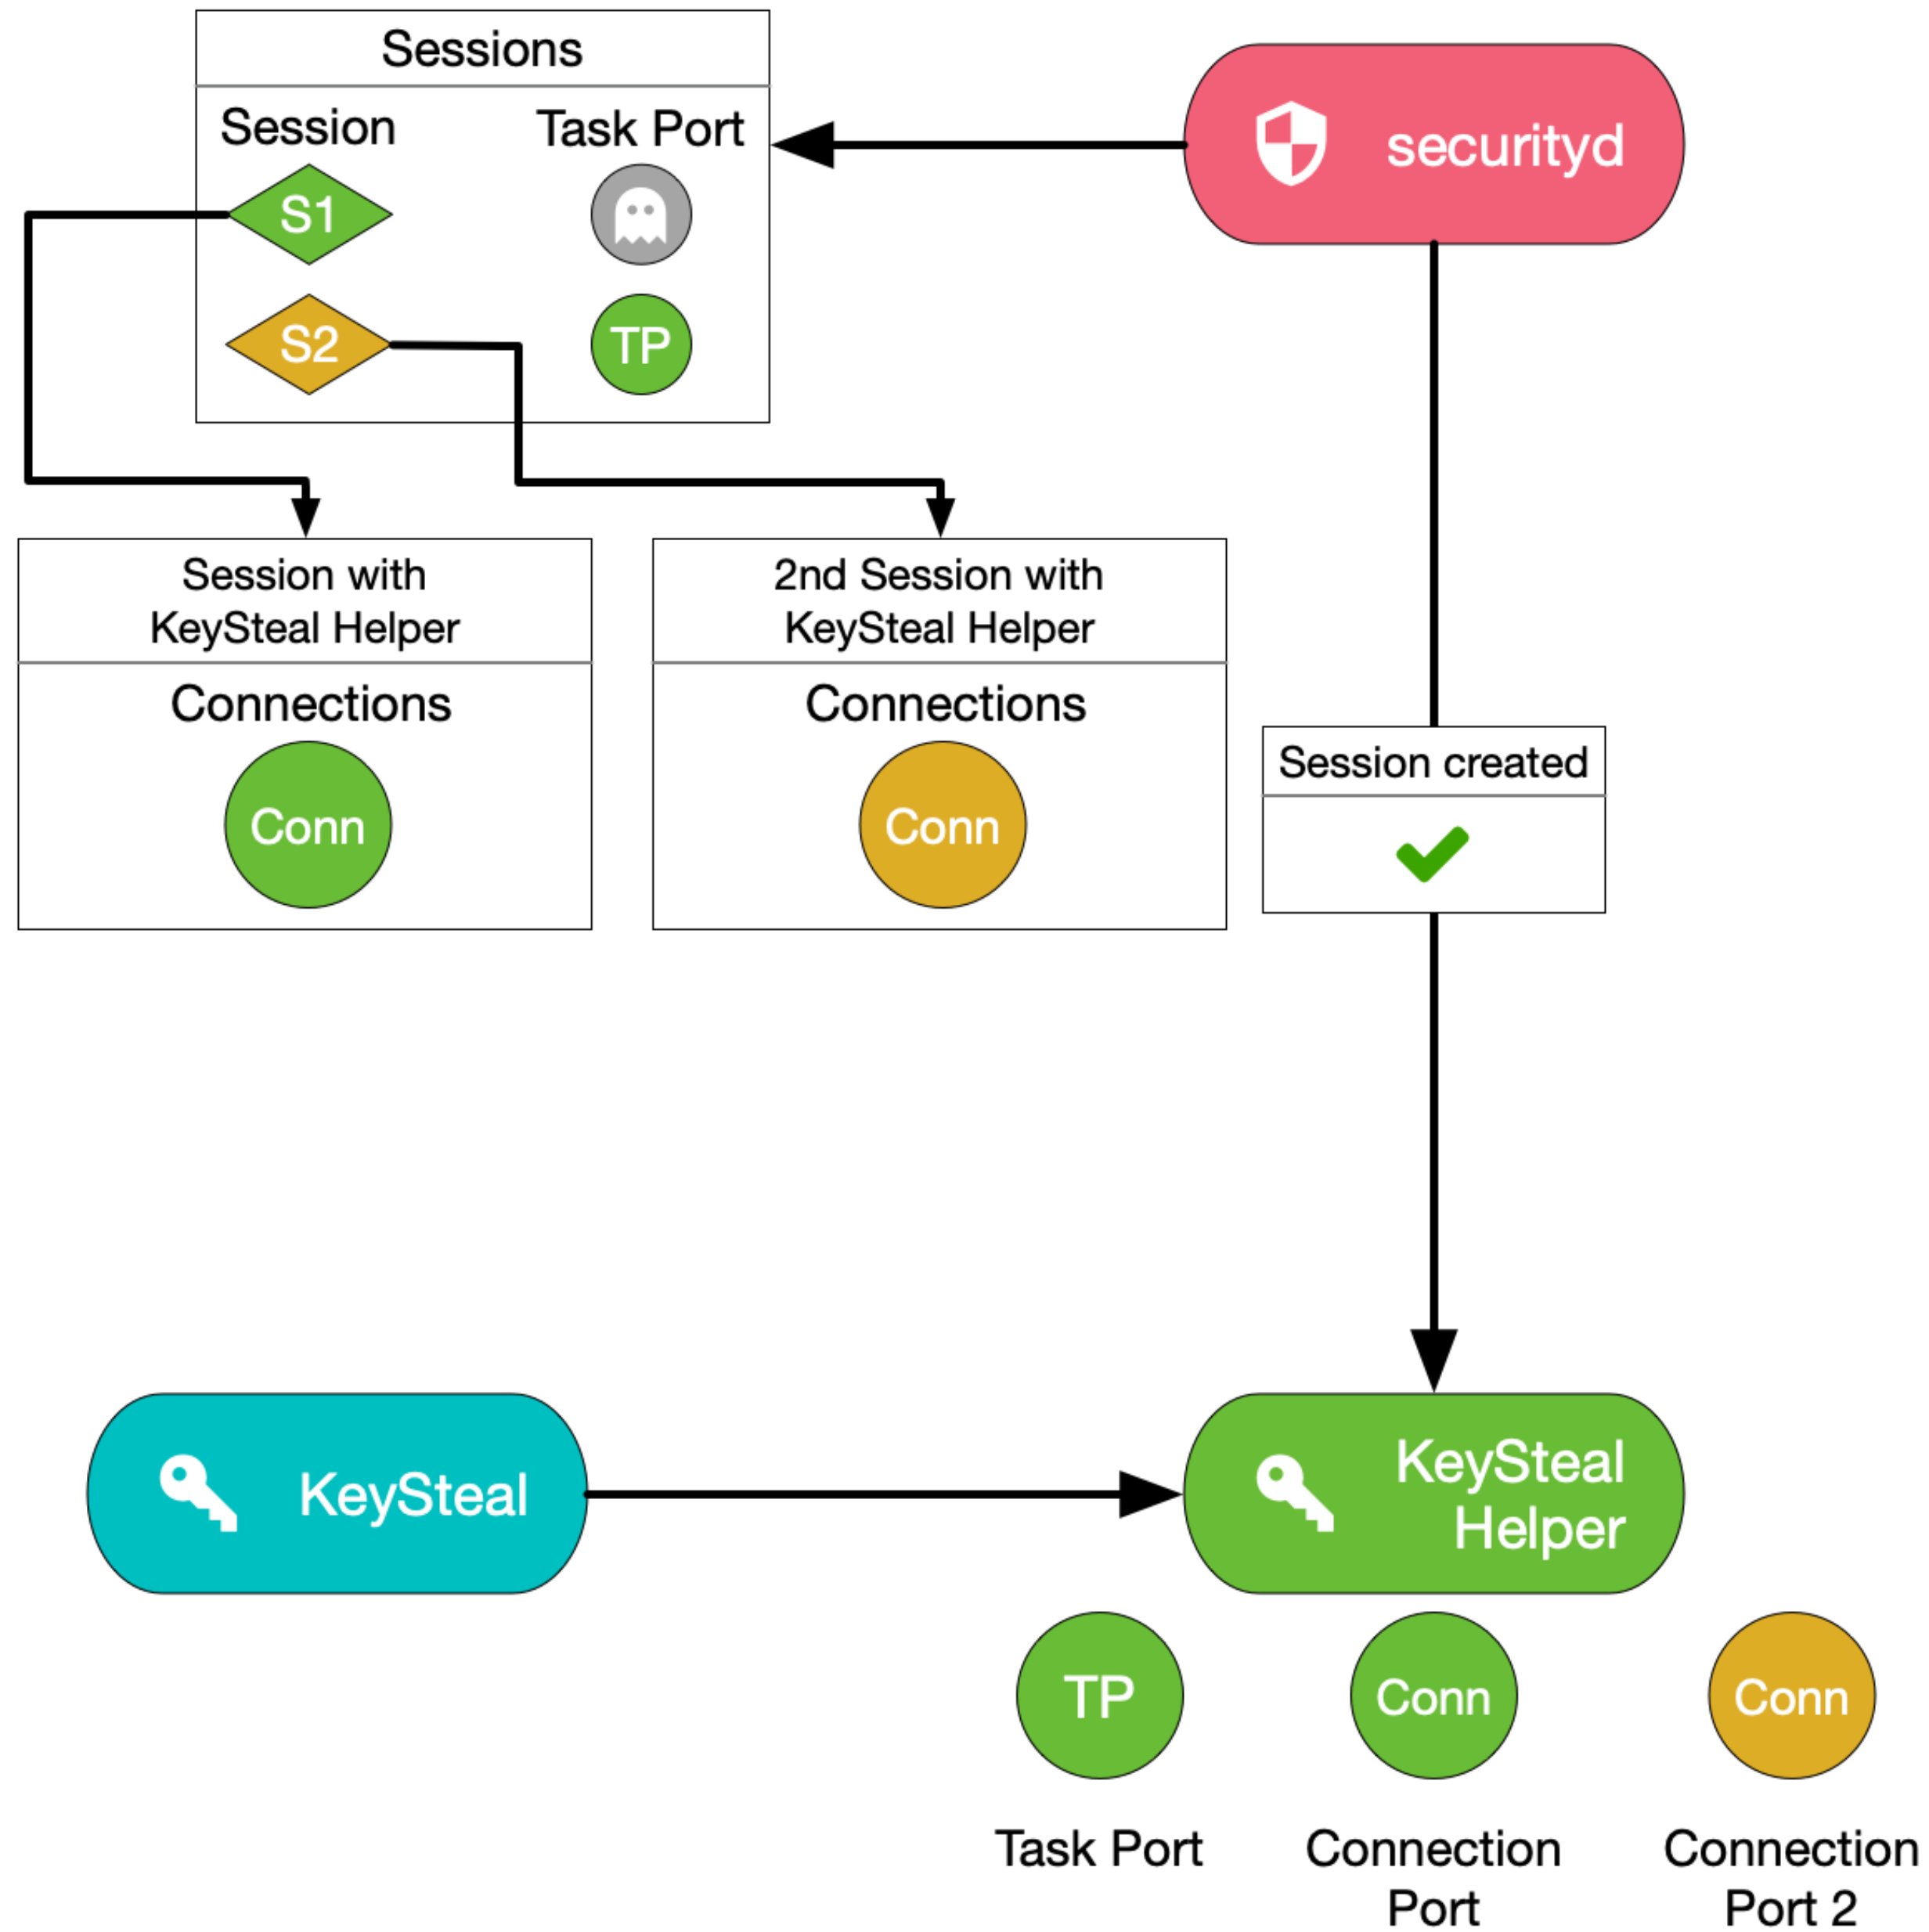 Sessions
Session
Task Port
S1
S2
TP
securityd
Session with
KeySteal Helper
Connections
Conn
2nd Session with
KeySteal Helper
Connections
Conn
Session created
KeySteal
KeySteal
Helper
TP
Conn
Conn
Task Port
Connection
Port
Connection
Port 2